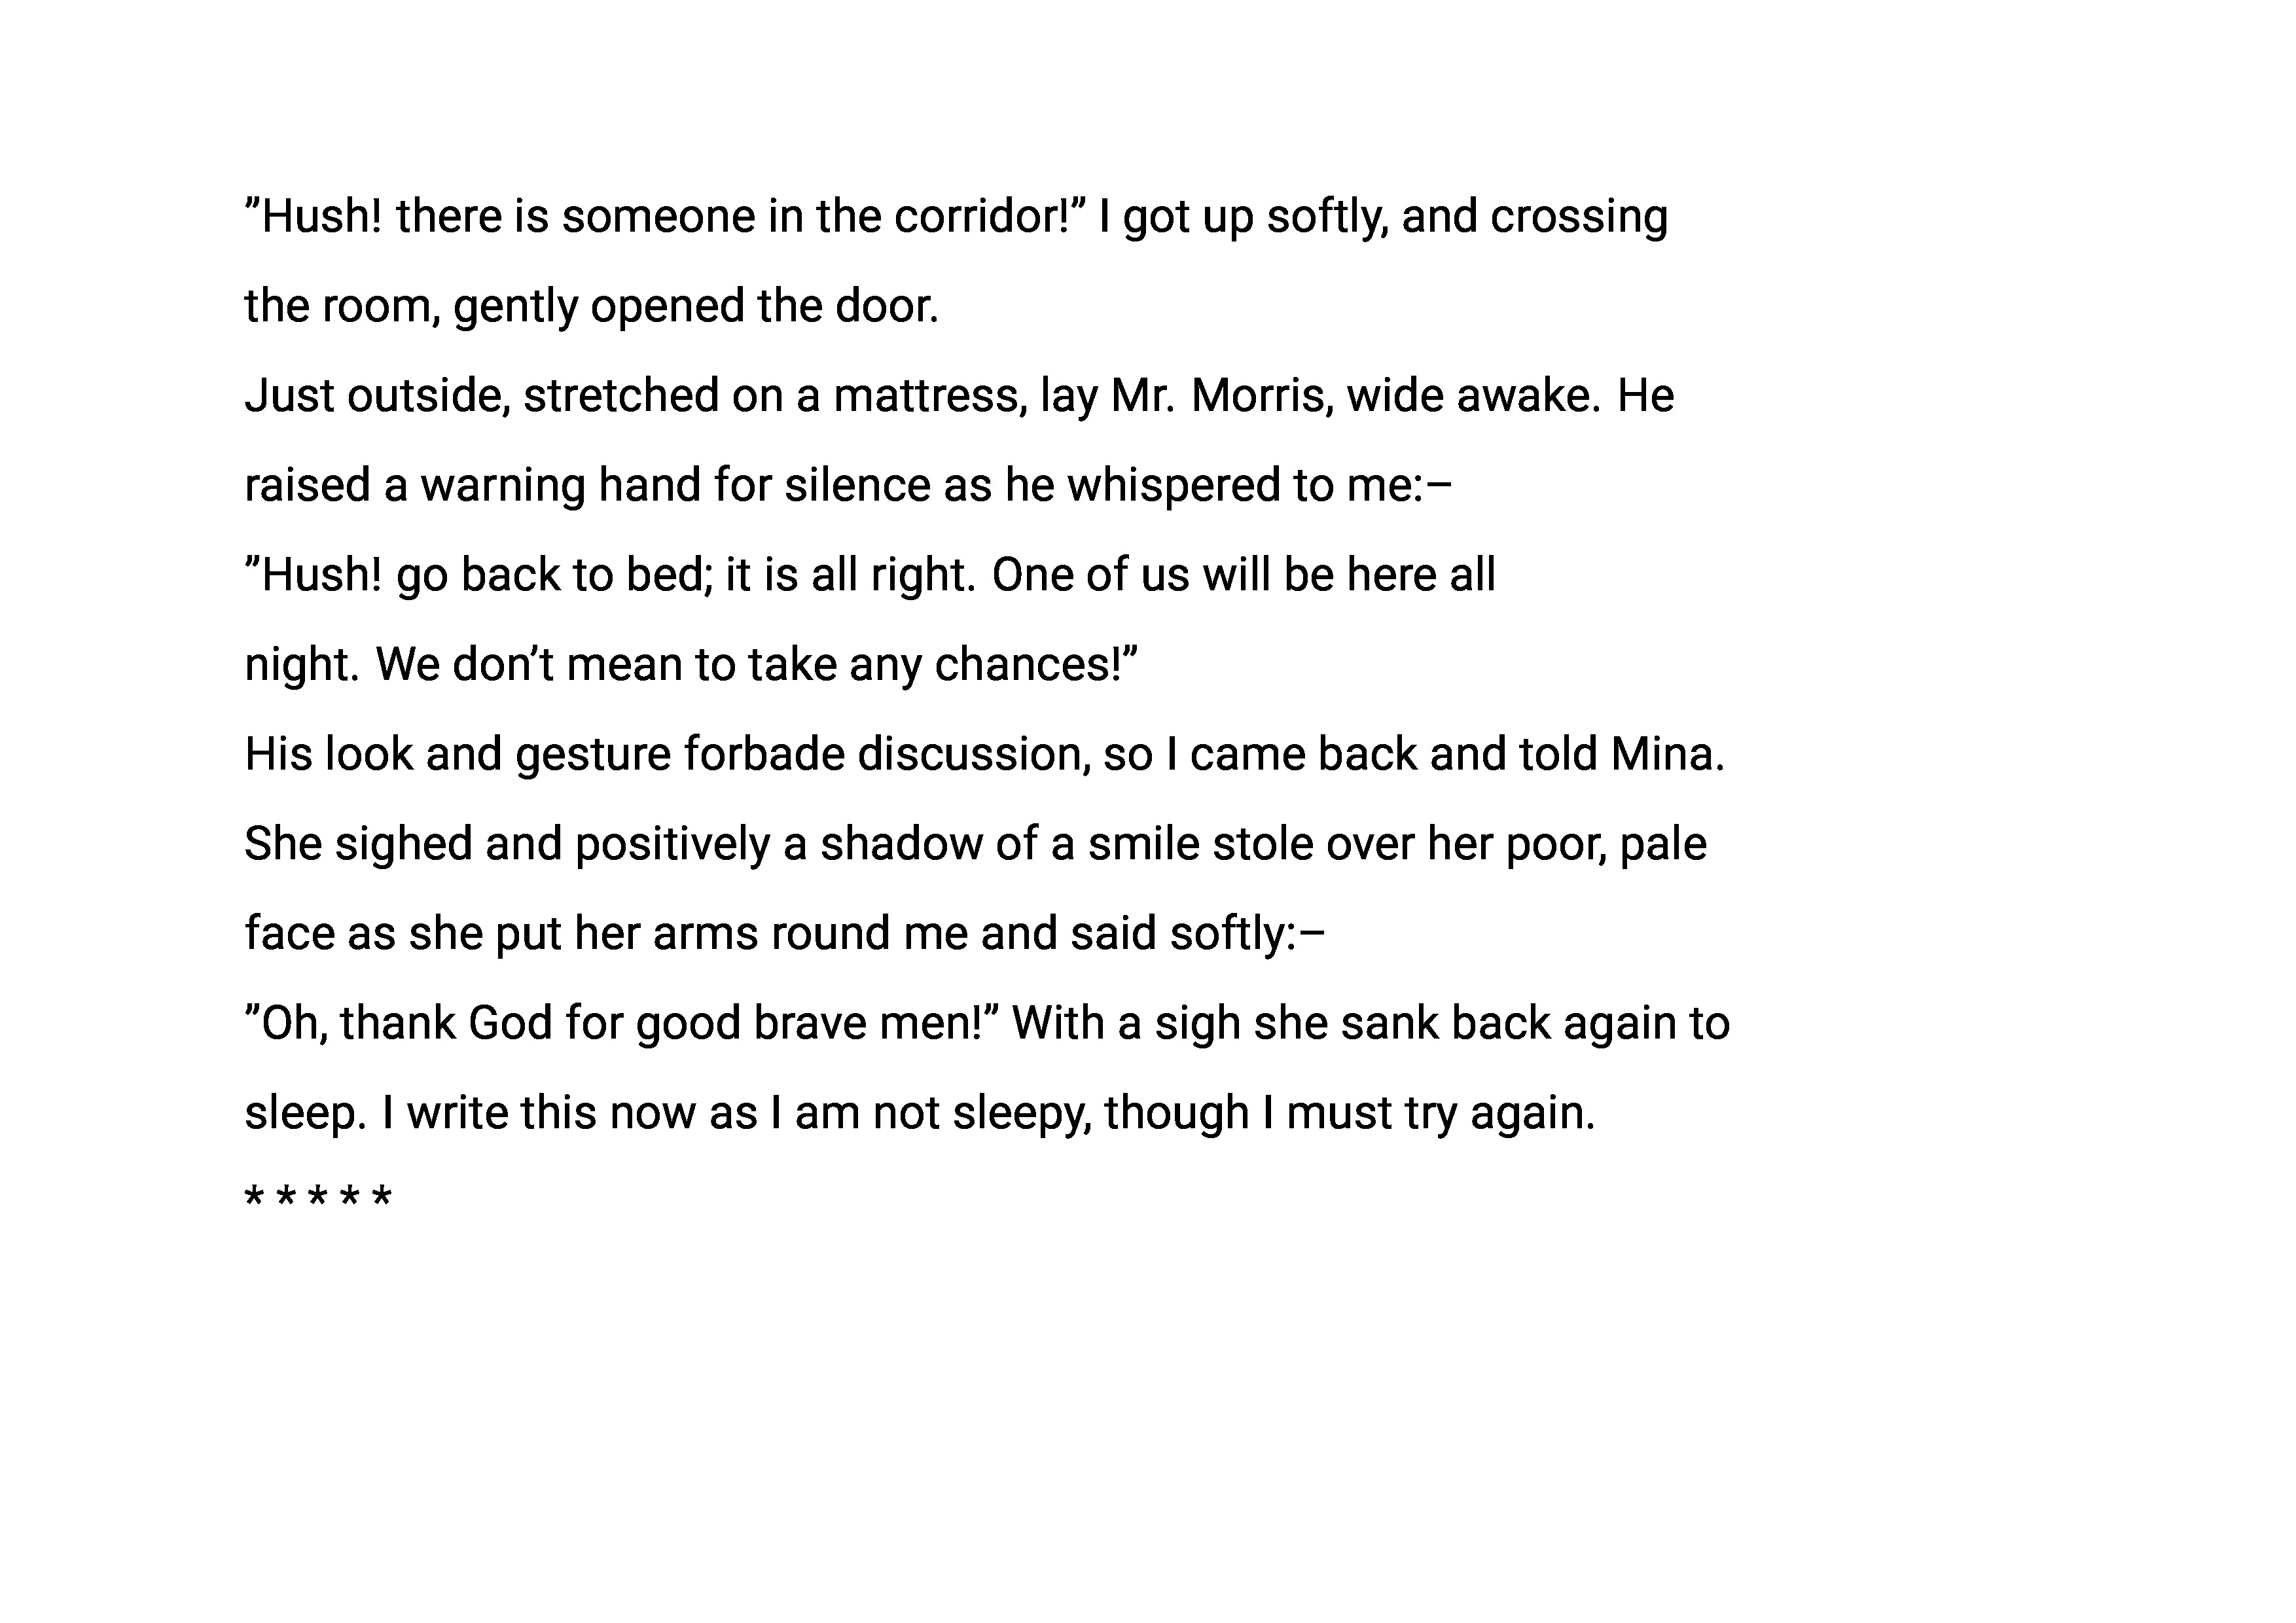 ”Hush! there is someone in the corridor!” I got up softly, and crossing
the room, gently opened the door.
Just outside, stretched on a mattress, lay Mr. Morris, wide awake. He
raised a warning hand for silence as he whispered to me:–
”Hush! go back to bed; it is all right. One of us will be here all
night. We don’t mean to take any chances!”
His look and gesture forbade discussion, so I came back and told Mina.
She sighed and positively a shadow of a smile stole over her poor, pale
face as she put her arms round me and said softly:–
”Oh, thank God for good brave men!” With a sigh she sank back again to
sleep. I write this now as I am not sleepy, though I must try again.
* * * * *